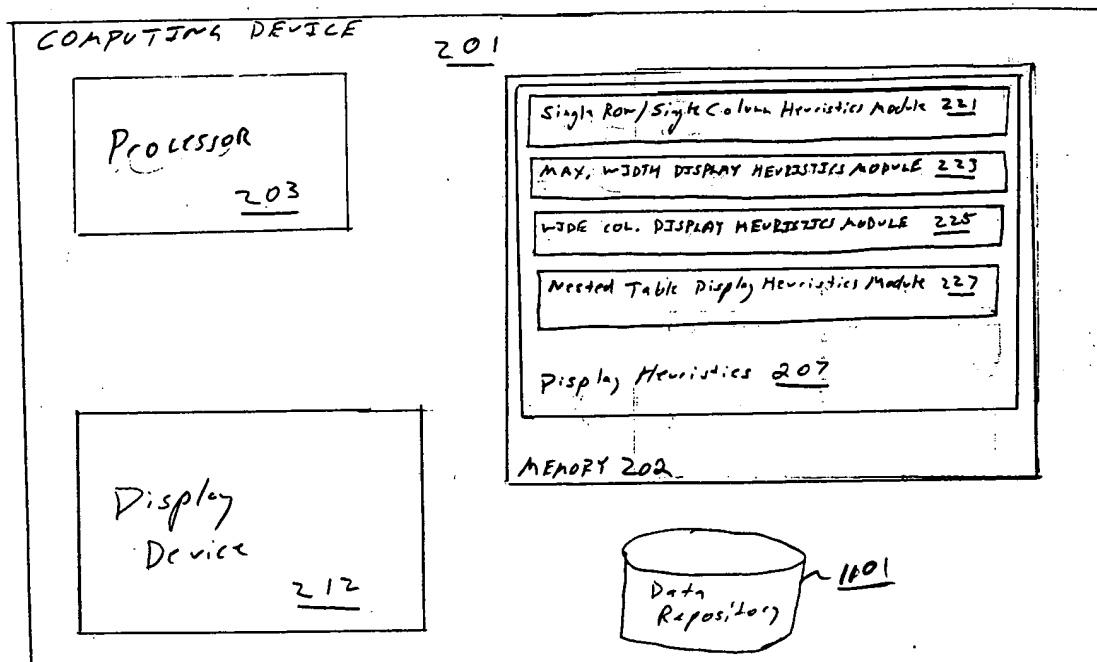 COMPUTING DEVICE
201
Processor
203
Single Row/Single Column Heuristics Module 221
MAX. WIDTH DISPLAY HEURISTICS MODULE 223
WIDE COL. DISPLAY HEURISTICS MODULE 225
Nested Table Display Heuristics Module 227
Display Heuristics 207
MEMORY 202
Display
Device
212
Data
Repository
1101